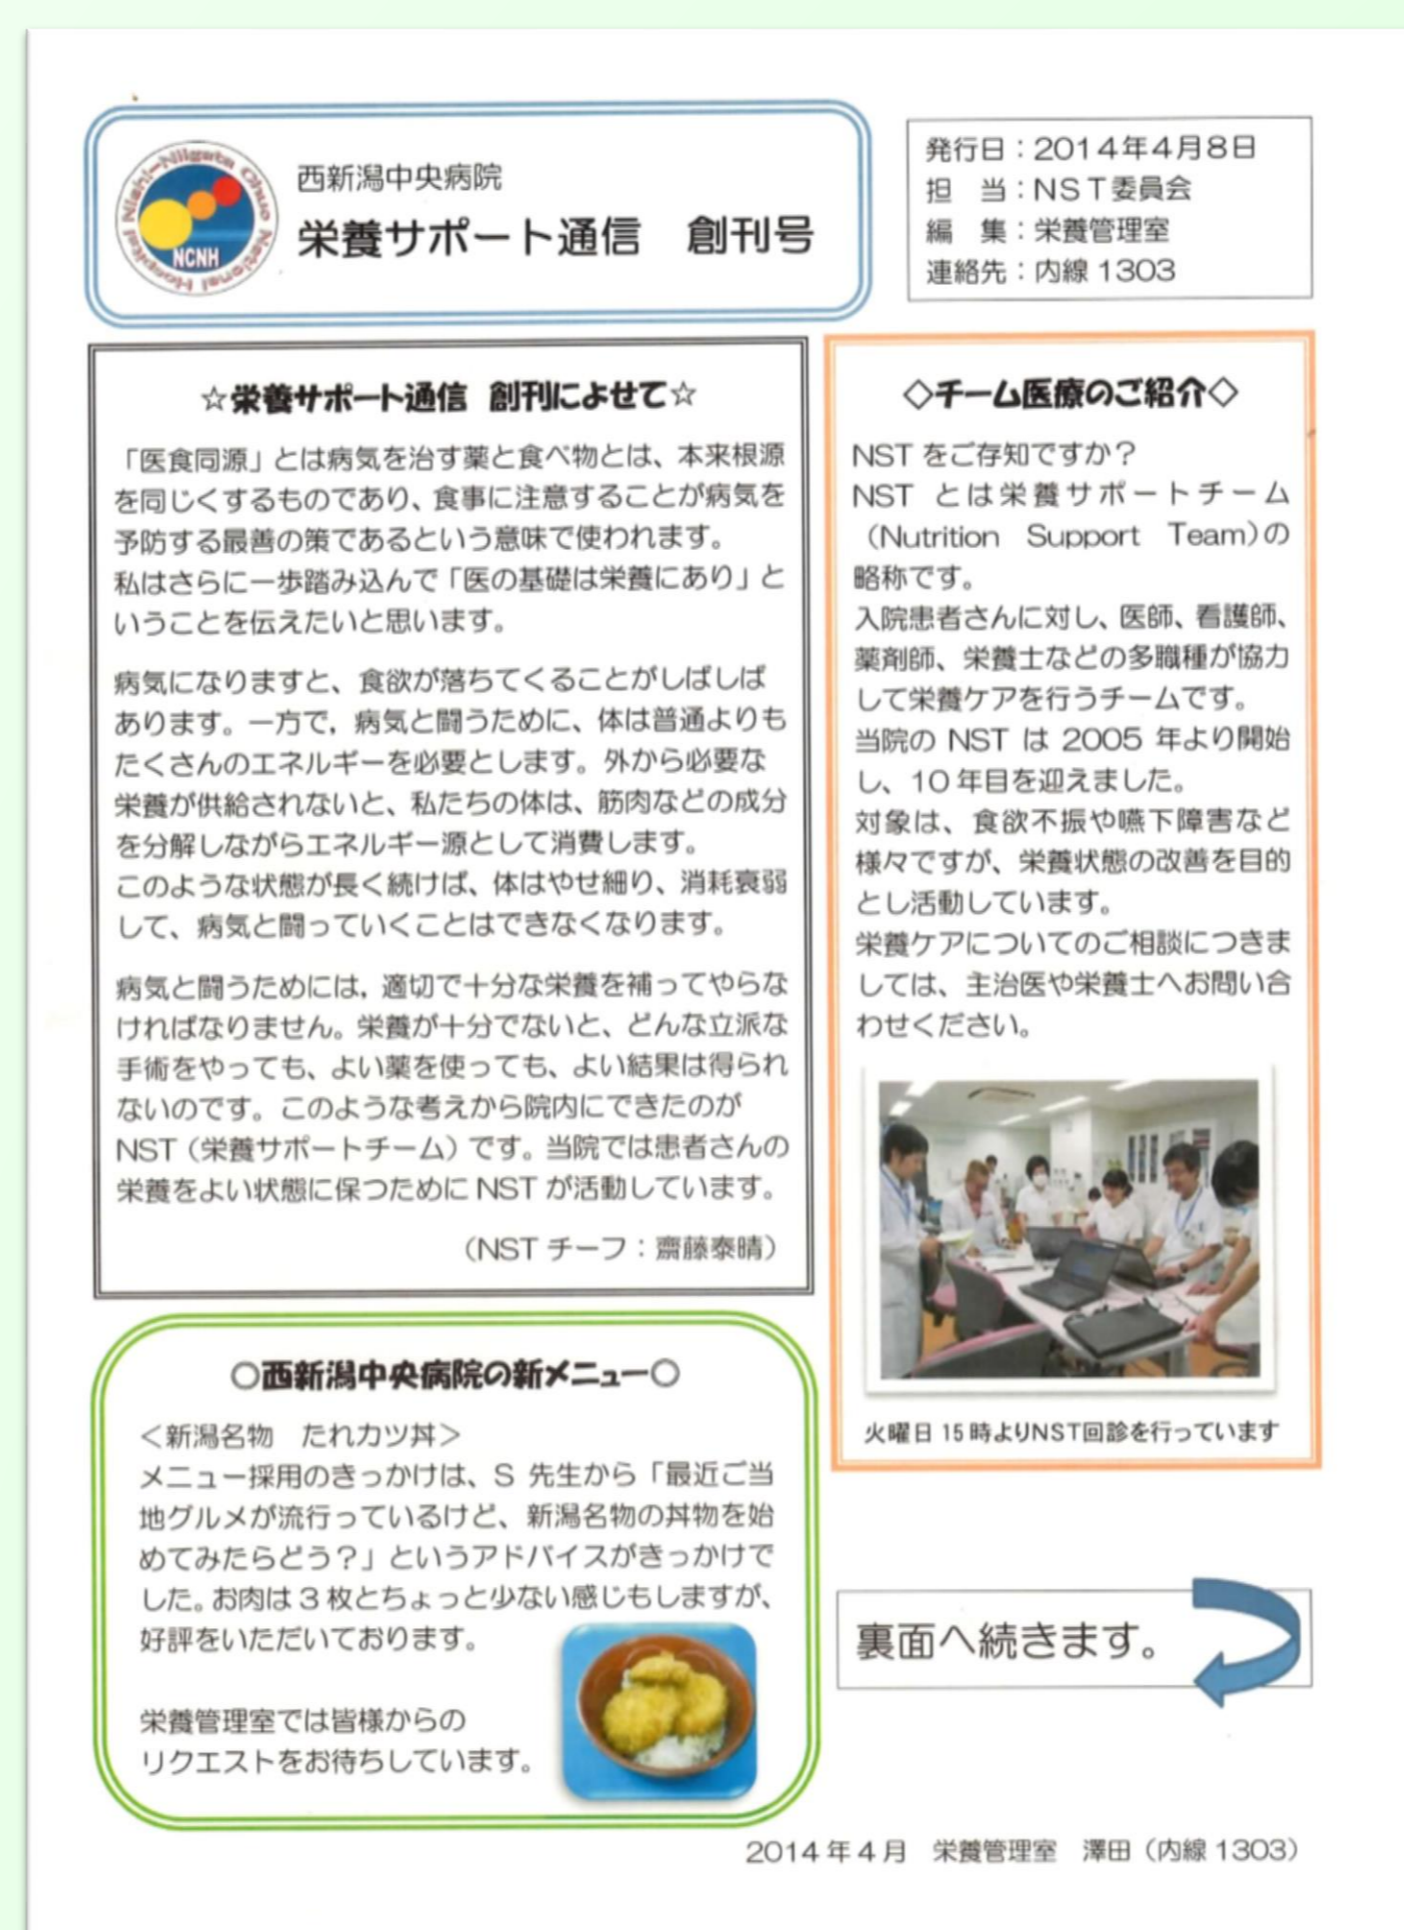 Nishi-Niigata Chuo National Hospital
NCNH
西新潟中央病院
栄養サポート通信　創刊号
発行日：2014年4月8日
担　当：NST委員会
編　集：栄養管理室
連絡先：内線1303
☆栄養サポート通信 創刊によせて☆
「医食同源」とは病気を治す薬と食べ物とは、本来根源
を同じくするものであり、食事に注意することが病気を
予防する最善の策であるという意味で使われます。
私はさらに一歩踏み込んで「医の基礎は栄養にあり」と
いうことを伝えたいと思います。
病気になりますと、食欲が落ちてくることがしばしば
あります。一方で，病気と闘うために、体は普通よりも
たくさんのエネルギーを必要とします。外から必要な
栄養が供給されないと、私たちの体は、筋肉などの成分
を分解しながらエネルギー源として消費します。
このような状態が長く続けば、体はやせ細り、消耗衰弱
して、病気と闘っていくことはできなくなります。
病気と闘うためには，適切で十分な栄養を補ってやらな
ければなりません。栄養が十分でないと、どんな立派な
手術をやっても、よい薬を使っても、よい結果は得られ
ないのです。このような考えから院内にできたのが
NST（栄養サポートチーム）です。当院では患者さんの
栄養をよい状態に保つためにNSTが活動しています。
（NSTチーフ：齋藤泰晴）
◇チーム医療のご紹介◇
NSTをご存知ですか？
NST とは栄養サポートチーム
（Nutrition Support Team）の
略称です。
入院患者さんに対し、医師、看護師、
薬剤師、栄養士などの多職種が協力
して栄養ケアを行うチームです。
当院の NST は 2005 年より開始
し、10年目を迎えました。
対象は、食欲不振や嚥下障害など
様々ですが、栄養状態の改善を目的
とし活動しています。
栄養ケアについてのご相談につきま
しては、主治医や栄養士へお問い合
わせください。
火曜日15時よりNST回診を行っています
○西新潟中央病院の新メニュー○
＜新潟名物　たれカツ丼＞
メニュー採用のきっかけは、S 先生から「最近ご当
地グルメが流行っているけど、新潟名物の丼物を始
めてみたらどう？」というアドバイスがきっかけで
した。お肉は3枚とちょっと少ない感じもしますが、
好評をいただいております。
栄養管理室では皆様からの
リクエストをお待ちしています。
裏面へ続きます。
2014年4月　栄養管理室　澤田（内線1303）